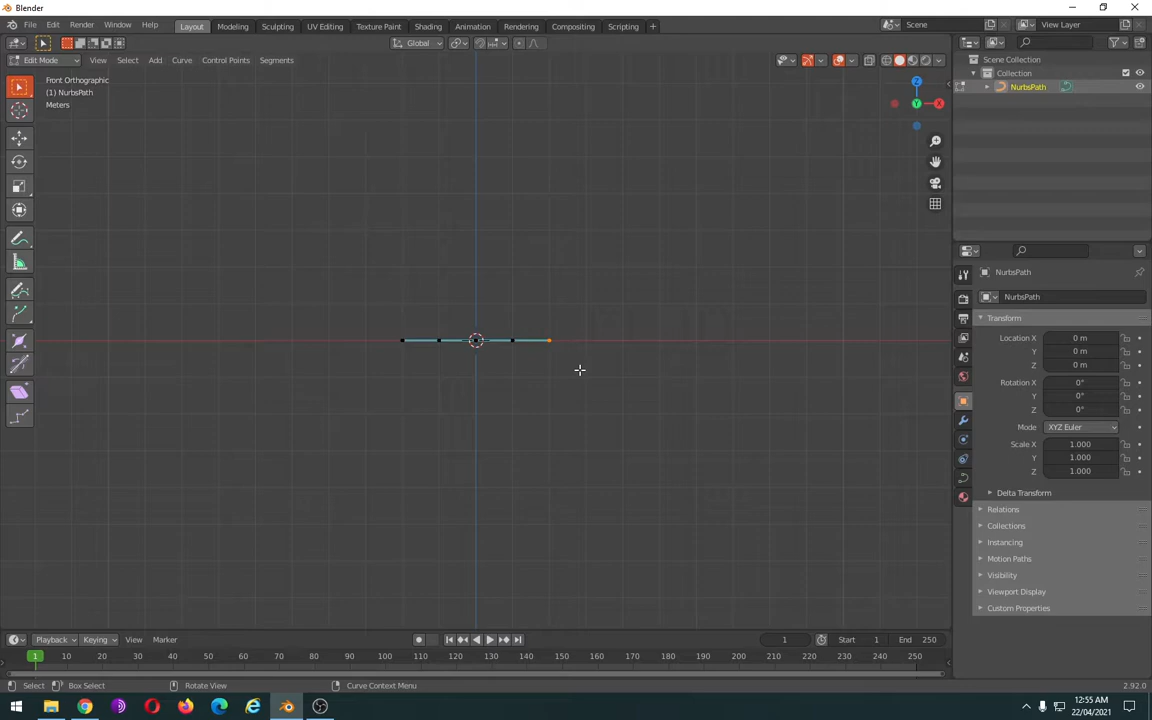 Blender
File Edit Render Window Help Layout Modeling Sculpting UV Editing Texture Paint Shading Animation Rendering Compositing Scripting + Scene View Layer
Global
Edit Mode View Select Add Curve Control Points Segments
Front Orthographic
(1) NurbsPath
Meters
Z
Y
X
Scene Collection
Collection
NurbsPath
NurbsPath
NurbsPath
Transform
Location X 0 m
Y 0 m
Z 0 m
Rotation X 0°
Y 0°
Z 0°
Mode XYZ Euler
Scale X 1.000
Y 1.000
Z 1.000
Delta Transform
Relations
Collections
Instancing
Motion Paths
Visibility
Viewport Display
Custom Properties
Playback Keying View Marker 1 Start 1 End 250
1 10 20 30 40 50 60 70 80 90 100 110 120 130 140 150 160 170 180 190 200 210 220 230 240 250
Select Box Select Rotate View Curve Context Menu 2.92.0
12:55 AM
22/04/2021